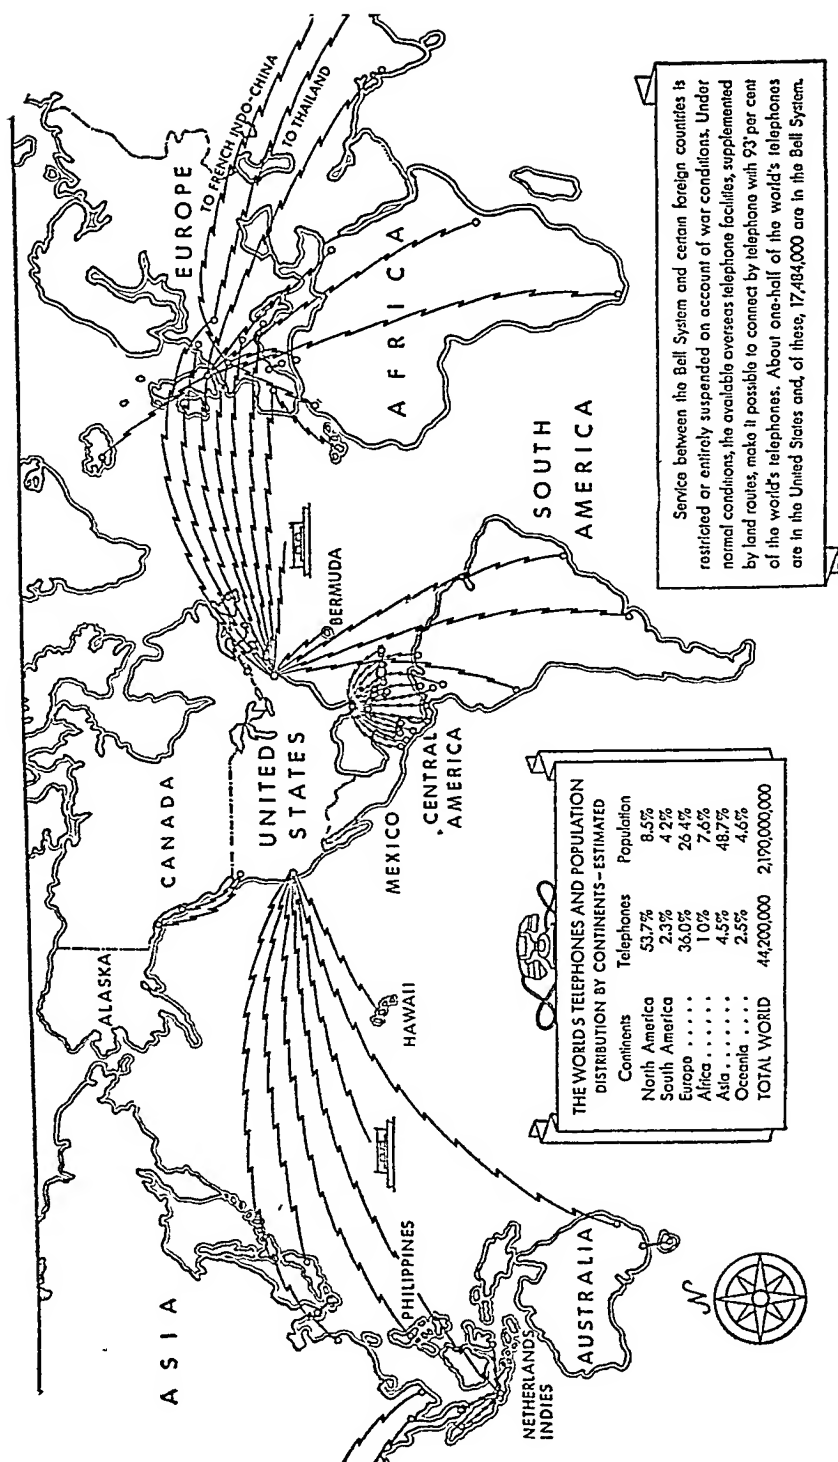 ASIA
ALASKA
CANADA
UNITED
STATES
MEXICO
CENTRAL
AMERICA
HAWAII
PHILIPPINES
NETHERLANDS
INDIES
AUSTRALIA
N
BERMUDA
SOUTH
AMERICA
EUROPE
TO FRENCH INDO-CHINA
TO THAILAND
AFRICA
THE WORLD S TELEPHONES AND POPULATION
DISTRIBUTION BY CONTINENTS—ESTIMATED
Continents Telephones Population
North America 53.7% 8.5%
South America 2.3% 4 2%
Europe ..... 36.0% 26 4%
Africa ...... 1 0% 7.6%
Asia ....... 4.5% 48.7%
Oceania .... 2.5% 4.6%
TOTAL WORLD 44,200,000 2,190,000,000
Service between the Bell System and certain foreign countries is
restricted or entirely suspended on account of war conditions. Under
normal conditions, the available overseas telephone facilities, supplemented
by land routes, make it possible to connect by telephone with 93 per cent
of the world's telephones. About one-half of the world's telephones
are in the United States and, of these, 17,484,000 are in the Bell System.